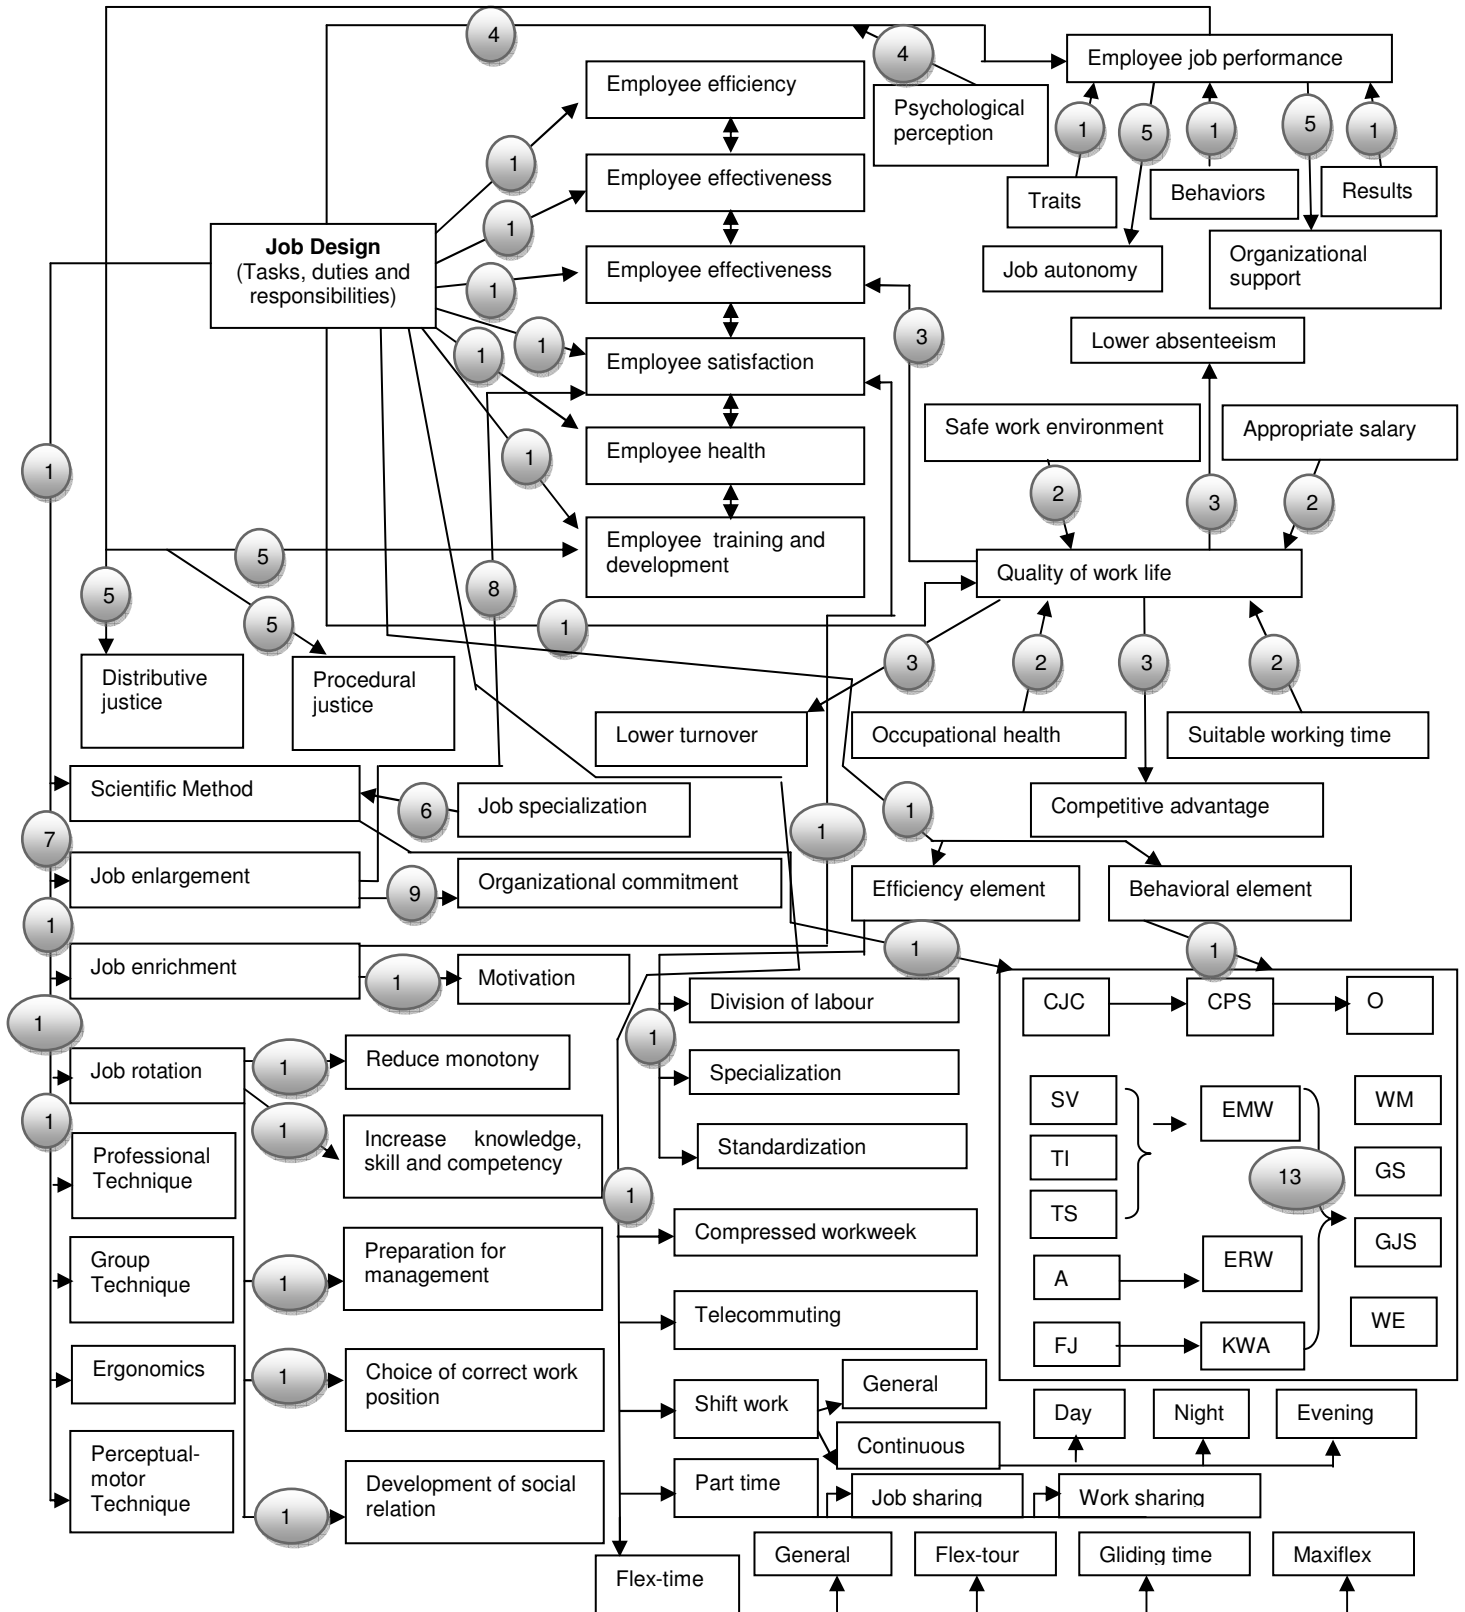 4
4
Employee job performance
Employee efficiency
Psychological
perception
1
5
1
5
1
1
Employee effectiveness
Traits
Behaviors
Results
1
Job Design
(Tasks, duties and
responsibilities)
Employee effectiveness
Job autonomy
Organizational
support
1
3
1
1
Employee satisfaction
Lower absenteeism
Safe work environment
Appropriate salary
1
Employee health
1
2
3
2
5
Employee training and
development
Quality of work life
5
8
5
1
Distributive
justice
Procedural
justice
3
2
3
2
Lower turnover
Occupational health
Suitable working time
Scientific Method
6
Job specialization
1
1
Competitive advantage
7
Job enlargement
9
Organizational commitment
Efficiency element
Behavioral element
1
1
1
Job enrichment
1
Motivation
Division of labour
CJC
CPS
O
1
1
Job rotation
1
Reduce monotony
Specialization
SV
EMW
WM
1
1
Increase knowledge,
skill and competency
Standardization
TI
13
GS
Professional
Technique
1
TS
Compressed workweek
GJS
Group
Technique
1
Preparation for
management
A
ERW
Telecommuting
WE
FJ
KWA
Ergonomics
1
Choice of correct work
position
Shift work
General
Day
Night
Evening
Continuous
Perceptual-
motor
Technique
1
Development of social
relation
Part time
Job sharing
Work sharing
Flex-time
General
Flex-tour
Gliding time
Maxiflex